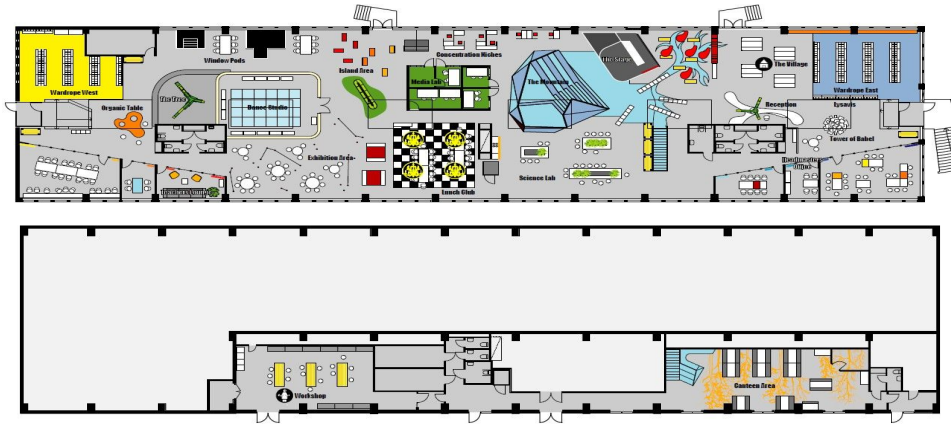 Window Pods
Concentration Niches
Island Area
The Stage
The Village
Wardrope West
Media Lab
The Mountain
Wardrope East
Organic Table
The Tree
Dance Studio
Reception
Lysavis
Tower of Babel
Exhibition Area
Science Lab
Lunch Club
Workshop
Canteen Area